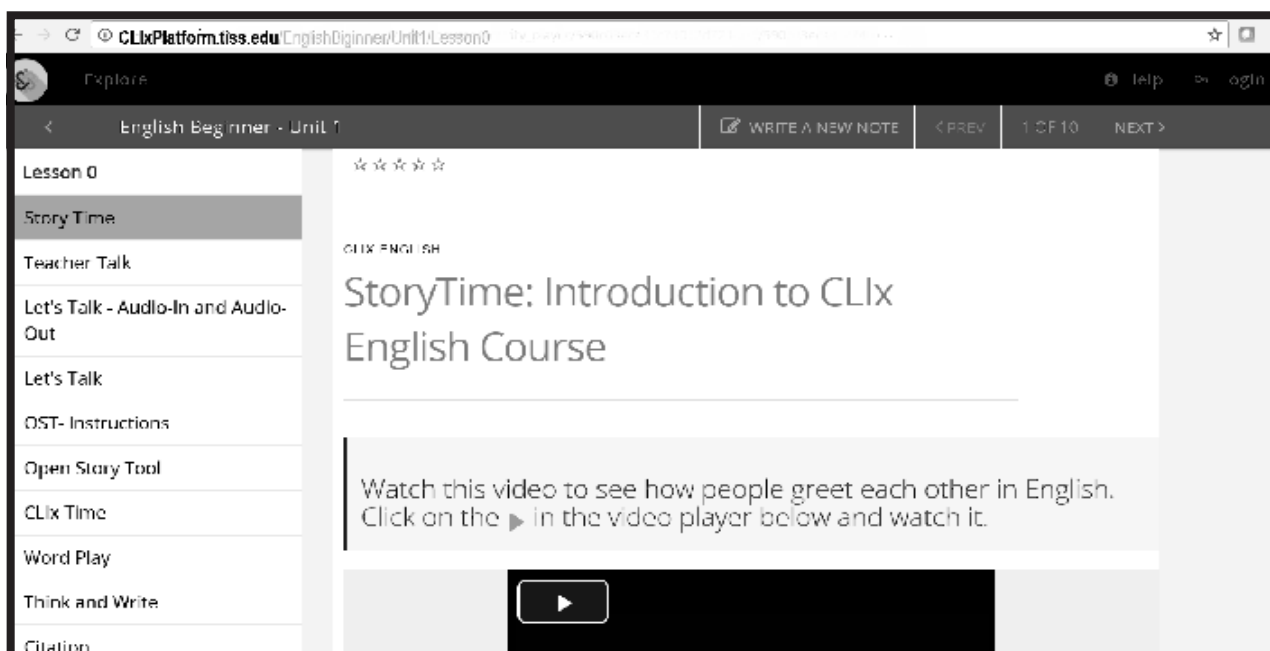 CLIxPlatform.tiss.edu/EnglishBiginner/Unit1/Lesson0
Explore
Help
Login
English Beginner - Unit 1
WRITE A NEW NOTE
< PREV
1 OF 10
NEXT >
Lesson 0
Story Time
Teacher Talk
Let's Talk - Audio-In and Audio-
Out
Let's Talk
OST- Instructions
Open Story Tool
CLIx Time
Word Play
Think and Write
Citation
CLIX ENGLISH
StoryTime: Introduction to CLIx
English Course
Watch this video to see how people greet each other in English.
Click on the ▶ in the video player below and watch it.